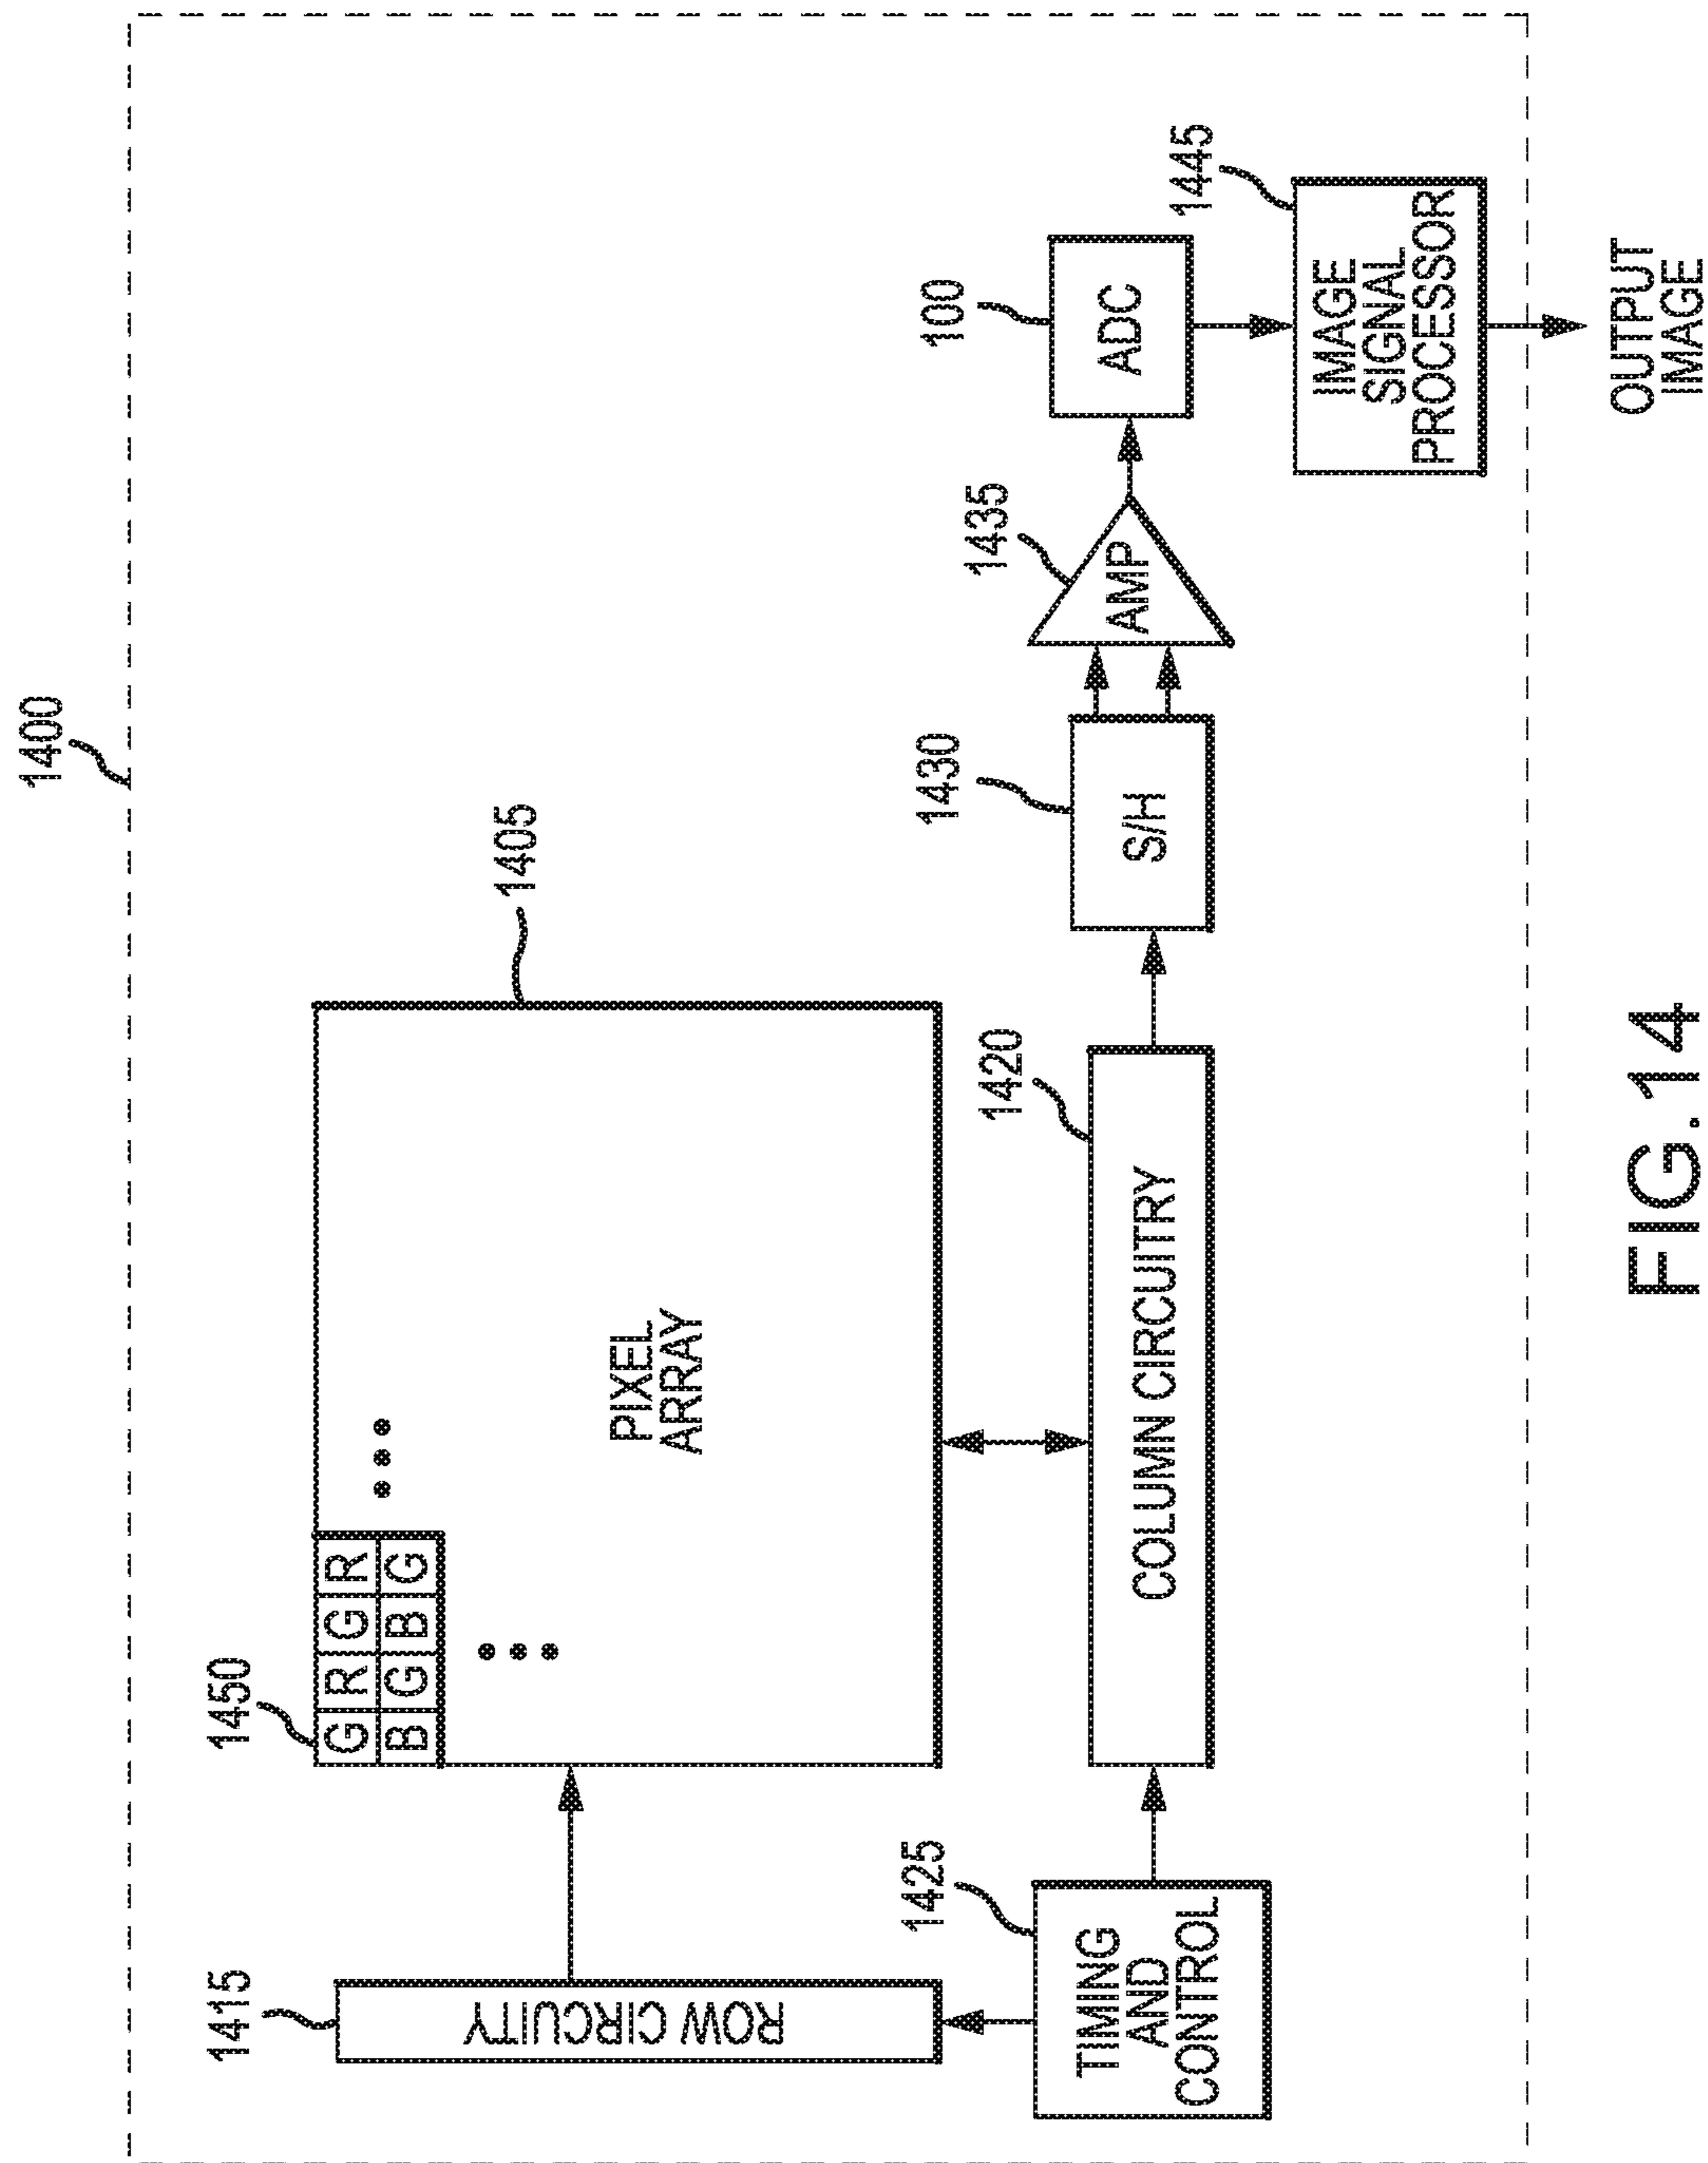 1400
1450
G R G R
B G B G
1405
PIXEL
ARRAY
1415
ROW CIRCUITY
1425
TIMING
AND
CONTROL
1420
COLUMN CIRCUITRY
1430
S/H
1435
AMP
100
ADC
1445
IMAGE
SIGNAL
PROCESSOR
OUTPUT
IMAGE
FIG. 14